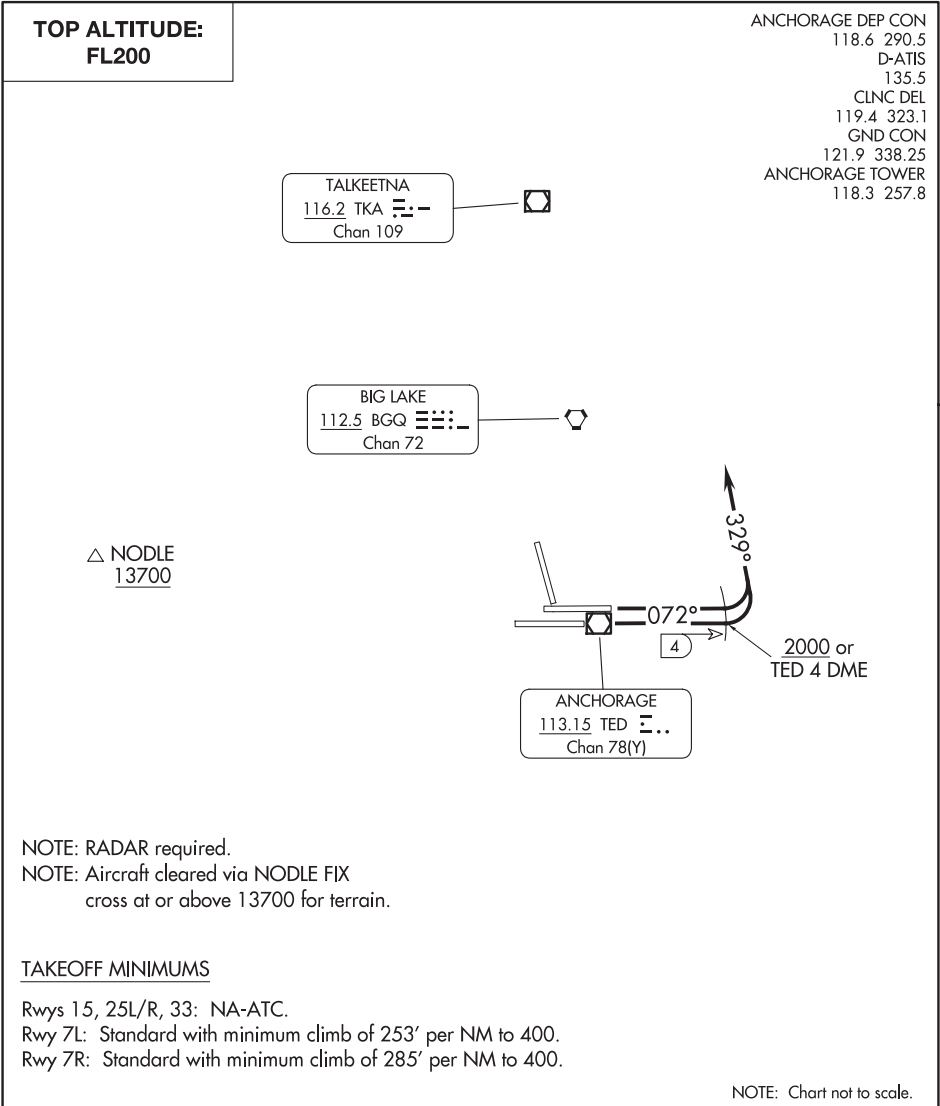 TOP ALTITUDE:
FL200
ANCHORAGE DEP CON
118.6 290.5
D-ATIS
135.5
CLNC DEL
119.4 323.1
GND CON
121.9 338.25
ANCHORAGE TOWER
118.3 257.8
TALKEETNA
116.2 TKA
Chan 109
BIG LAKE
112.5 BGQ
Chan 72
329°
NODLE
13700
072°
4
2000 or
TED 4 DME
ANCHORAGE
113.15 TED
Chan 78(Y)
NOTE: RADAR required.
NOTE: Aircraft cleared via NODLE FIX
cross at or above 13700 for terrain.
TAKEOFF MINIMUMS
Rwys 15, 25L/R, 33: NA-ATC.
Rwy 7L: Standard with minimum climb of 253' per NM to 400.
Rwy 7R: Standard with minimum climb of 285' per NM to 400.
NOTE: Chart not to scale.